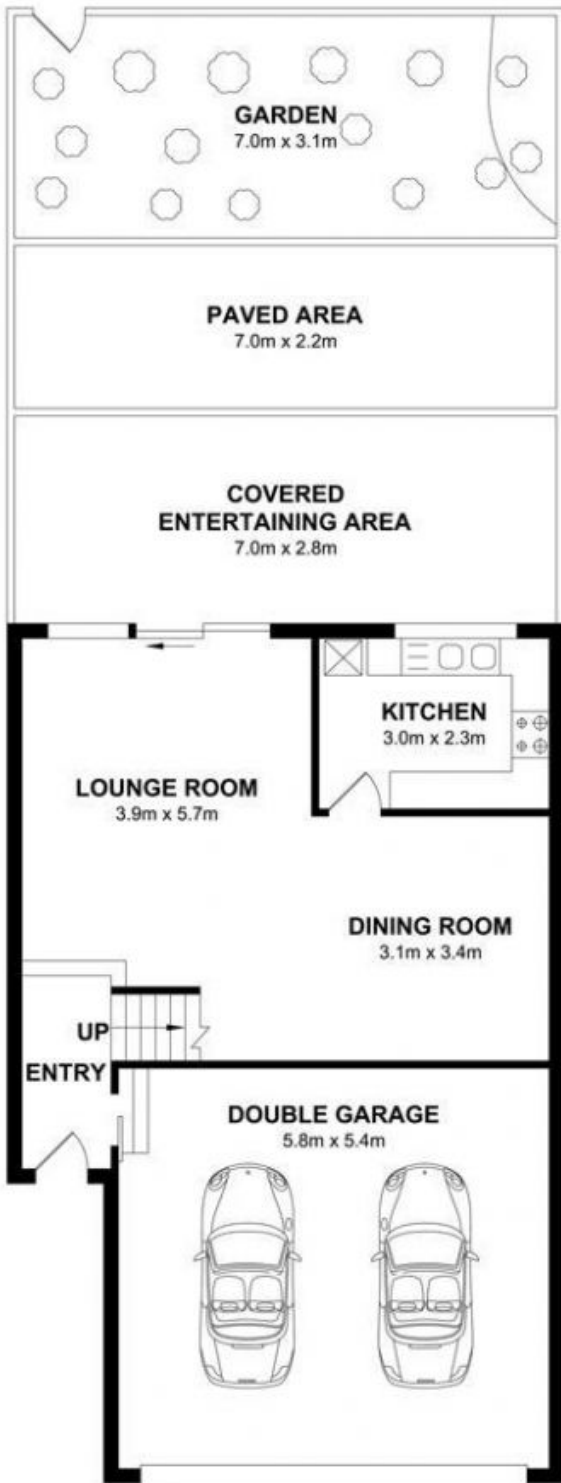 GARDEN
7.0m x 3.1m
PAVED AREA
7.0m x 2.2m
COVERED
ENTERTAINING AREA
7.0m x 2.8m
KITCHEN
3.0m x 2.3m
LOUNGE ROOM
3.9m x 5.7m
DINING ROOM
3.1m x 3.4m
UP
ENTRY
DOUBLE GARAGE
5.8m x 5.4m